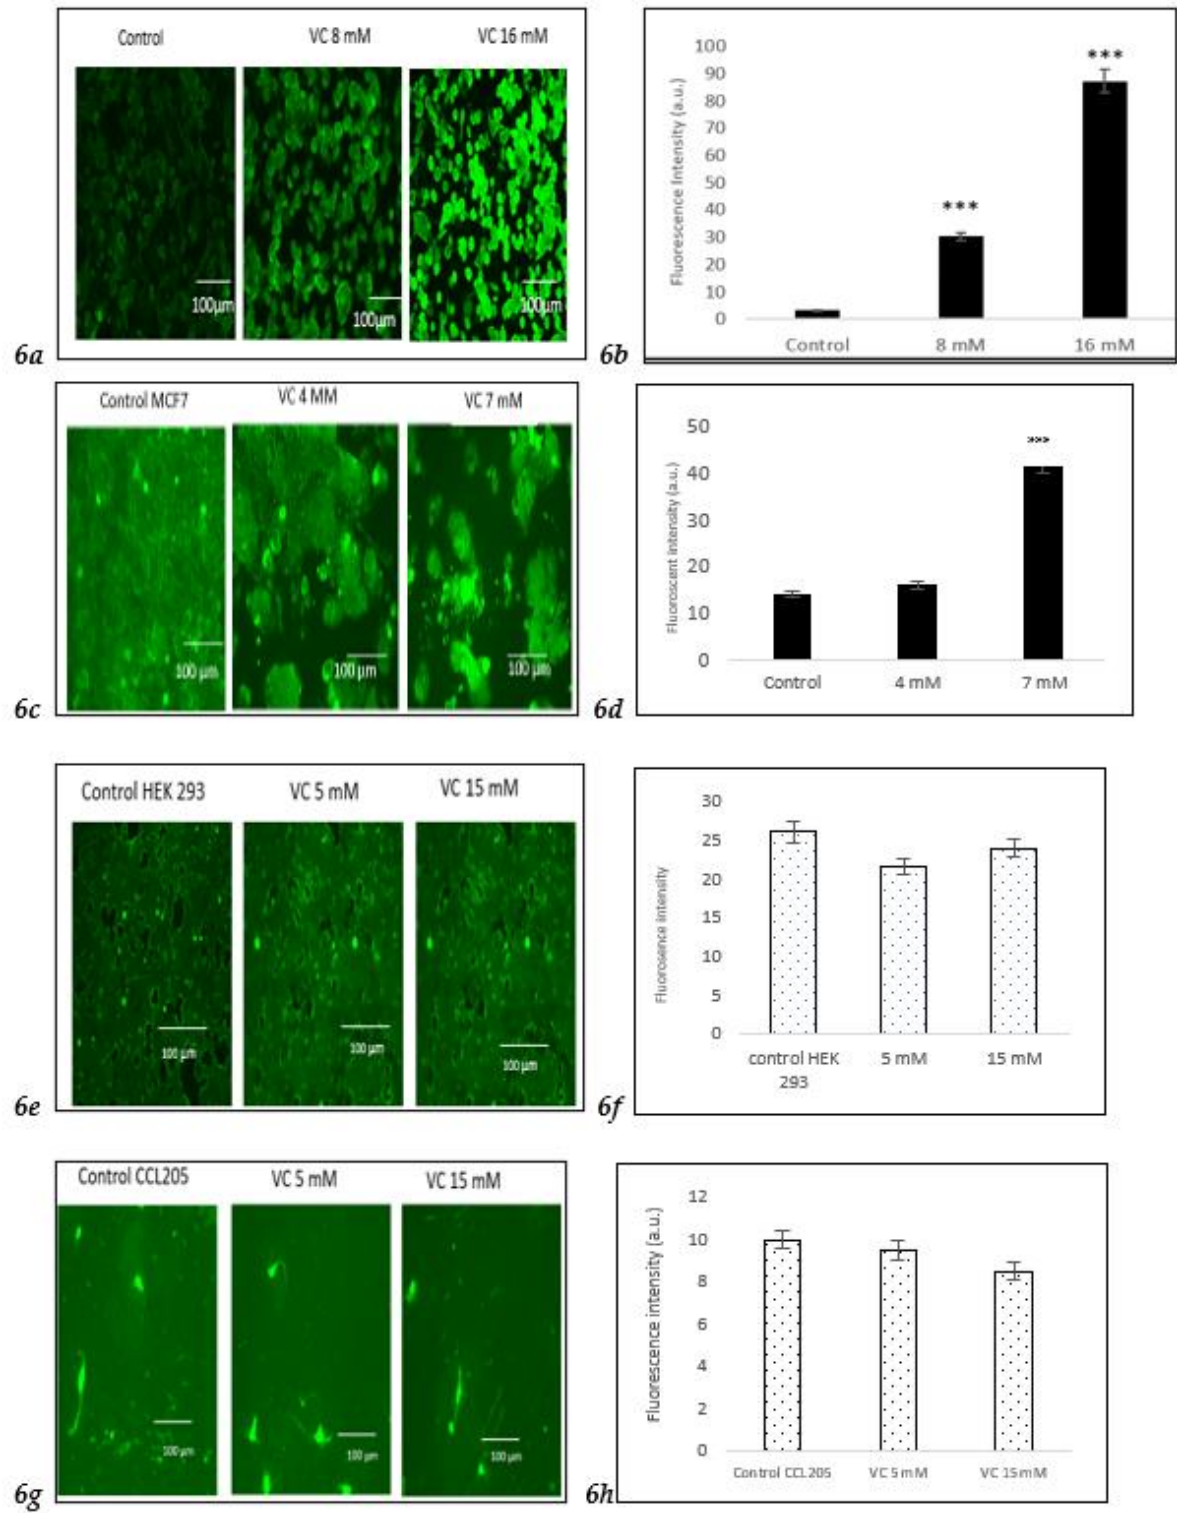 Control VC 8 mM VC 16 mM
100µm 100µm 100µm
6a
Fluorescence Intensity (a.u.)
100
90
80
70
60
50
40
30
20
10
0
***
***
Control 8 mM 16 mM
6b
Control MCF7 VC 4 MM VC 7 mM
100 µm 100 µm 100 µm
6c
Fluoroscent intensity (a.u.)
50
40
30
20
10
0
***
Control 4 mM 7 mM
6d
Control HEK 293 VC 5 mM VC 15 mM
100 µm 100 µm 100 µm
6e
Fluorosence intensity
30
25
20
15
10
5
0
control HEK 5 mM 15 mM
293
6f
Control CCL205 VC 5 mM VC 15 mM
100 µm 100 µm 100 µm
6g
Fluorescence intensity (a.u.)
12
10
8
6
4
2
0
Control CCL205 VC 5 mM VC 15 mM
6h